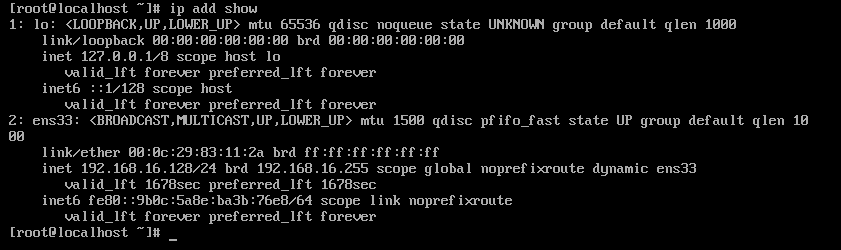 [root@localhost ~]# ip add show
1: lo: <LOOPBACK,UP,LOWER_UP> mtu 65536 qdisc noqueue state UNKNOWN group default qlen 1000
link/loopback 00:00:00:00:00:00 brd 00:00:00:00:00:00
inet 127.0.0.1/8 scope host lo
valid_lft forever preferred_lft forever
inet6 ::1/128 scope host
valid_lft forever preferred_lft forever
2: ens33: <BROADCAST,MULTICAST,UP,LOWER_UP> mtu 1500 qdisc pfifo_fast state UP group default qlen 10
00
link/ether 00:0c:29:83:11:2a brd ff:ff:ff:ff:ff:ff
inet 192.168.16.128/24 brd 192.168.16.255 scope global noprefixroute dynamic ens33
valid_lft 1678sec preferred_lft 1678sec
inet6 fe80::9b0c:5a8e:ba3b:76e8/64 scope link noprefixroute
valid_lft forever preferred_lft forever
[root@localhost ~]# _